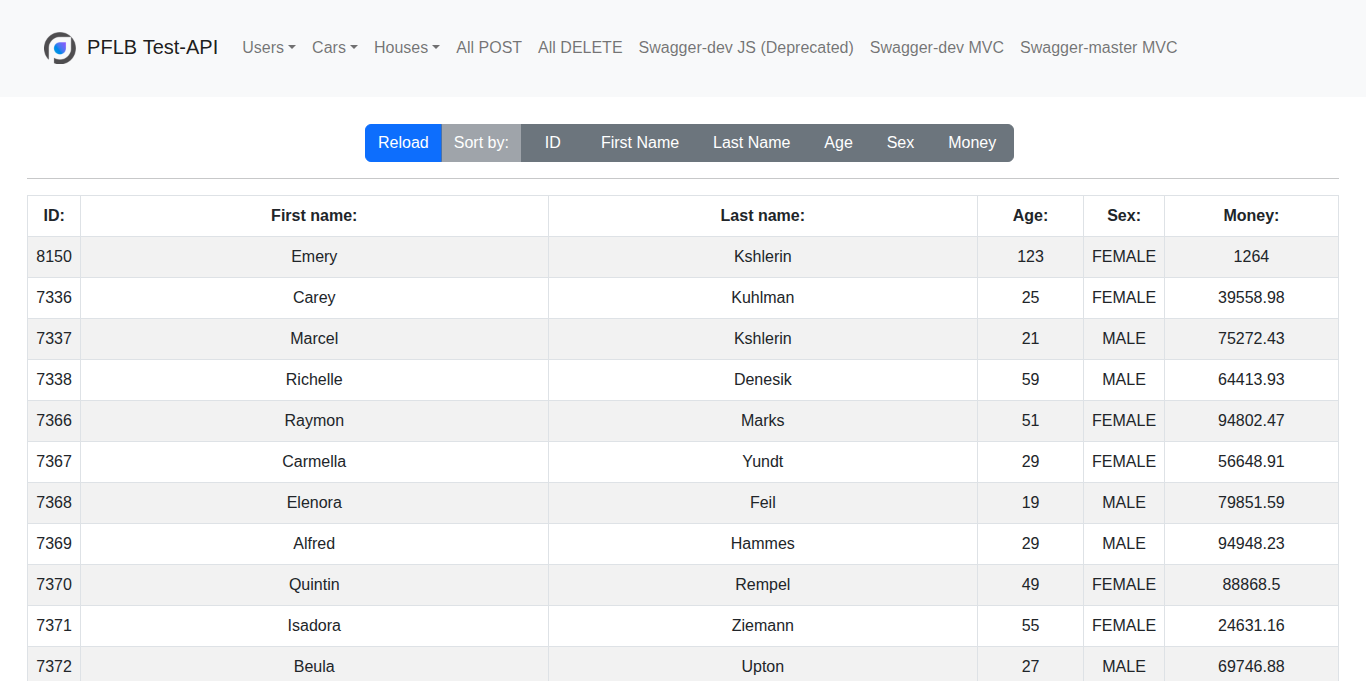 PFLB Test-API Users Cars Houses All POST All DELETE Swagger-dev JS (Deprecated) Swagger-dev MVC Swagger-master MVC
Reload Sort by: ID First Name Last Name Age Sex Money
ID: First name: Last name: Age: Sex: Money:
8150 Emery Kshlerin 123 FEMALE 1264
7336 Carey Kuhlman 25 FEMALE 39558.98
7337 Marcel Kshlerin 21 MALE 75272.43
7338 Richelle Denesik 59 MALE 64413.93
7366 Raymon Marks 51 FEMALE 94802.47
7367 Carmella Yundt 29 FEMALE 56648.91
7368 Elenora Feil 19 MALE 79851.59
7369 Alfred Hammes 29 MALE 94948.23
7370 Quintin Rempel 49 FEMALE 88868.5
7371 Isadora Ziemann 55 FEMALE 24631.16
7372 Beula Upton 27 MALE 69746.88